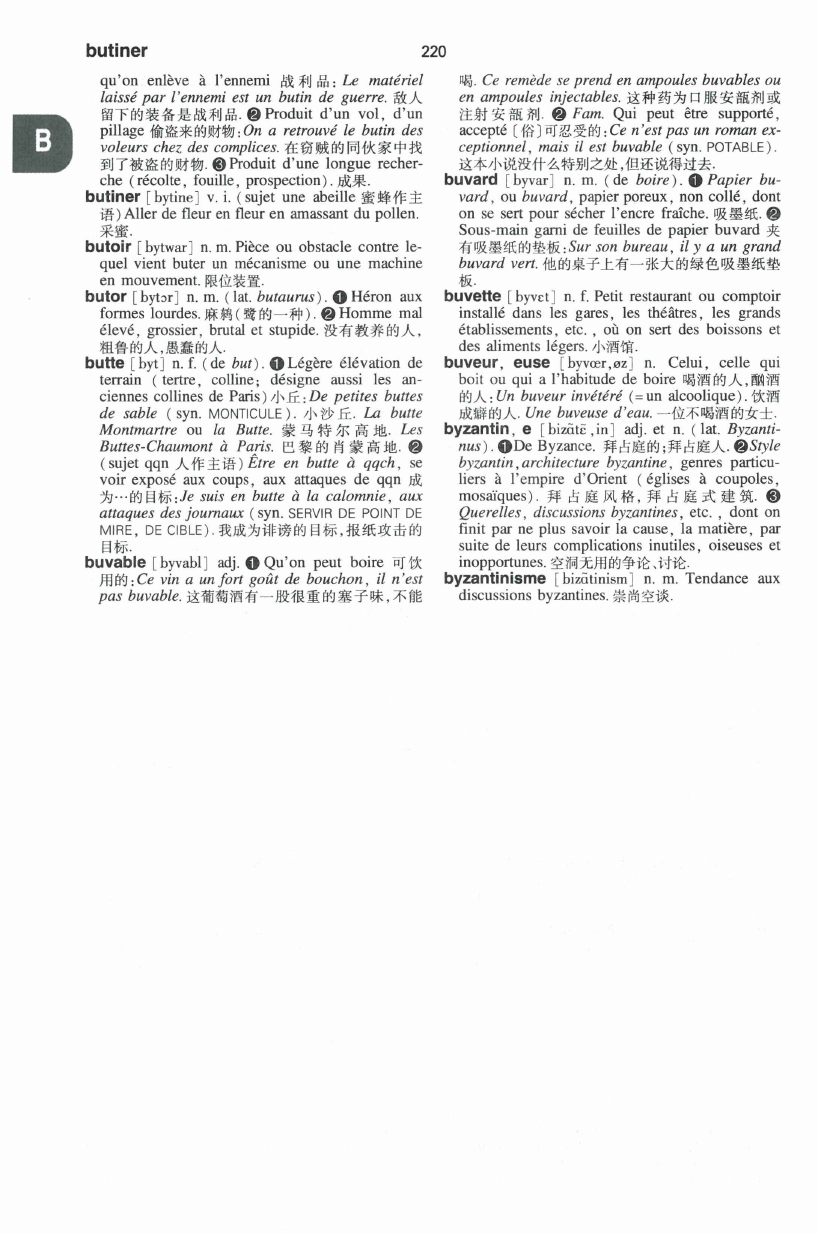 butiner
220
B
qu'on enlève à l'ennemi 战利品: Le matériel
laissé par l'ennemi est un butin de guerre. 敌人
留下的装备是战利品. ❷ Produit d'un vol, d'un
pillage 偷盗来的财物: On a retrouvé le butin des
voleurs chez des complices. 在窃贼的同伙家中找
到了被盗的财物. ❸ Produit d'une longue recher-
che (récolte, fouille, prospection). 成果.
butiner [bytine] v. i. (sujet une abeille 蜜蜂作主
语) Aller de fleur en fleur en amassant du pollen.
采蜜.
butoir [bytwar] n. m. Pièce ou obstacle contre le-
quel vient buter un mécanisme ou une machine
en mouvement. 限位装置.
butor [bytɔr] n. m. (lat. butaurus). ❶ Héron aux
formes lourdes. 麻鹈(鹭的一种). ❷ Homme mal
élevé, grossier, brutal et stupide. 没有教养的人,
粗鲁的人,愚蠢的人.
butte [byt] n. f. (de but). ❶ Légère élévation de
terrain (tertre, colline; désigne aussi les an-
ciennes collines de Paris) 小丘: De petites buttes
de sable (syn. MONTICULE). 小沙丘. La butte
Montmartre ou la Butte. 蒙马特尔高地. Les
Buttes-Chaumont à Paris. 巴黎的肖蒙高地. ❷
(sujet qqn 人作主语) Être en butte à qqch, se
voir exposé aux coups, aux attaques de qqn 成
为…的目标: Je suis en butte à la calomnie, aux
attaques des journaux (syn. SERVIR DE POINT DE
MIRE, DE CIBLE). 我成为诽谤的目标,报纸攻击的
目标.
buvable [byvabl] adj. ❶ Qu'on peut boire 可饮
用的: Ce vin a un fort goût de bouchon, il n'est
pas buvable. 这葡萄酒有一股很重的塞子味,不能
喝. Ce remède se prend en ampoules buvables ou
en ampoules injectables. 这种药为口服安瓿剂或
注射安瓿剂. ❷ Fam. Qui peut être supporté,
accepté〔俗〕可忍受的: Ce n'est pas un roman ex-
ceptionnel, mais il est buvable (syn. POTABLE).
这本小说没什么特别之处,但还说得过去.
buvard [byvar] n. m. (de boire). ❶ Papier bu-
vard, ou buvard, papier poreux, non collé, dont
on se sert pour sécher l'encre fraîche. 吸墨纸. ❷
Sous-main garni de feuilles de papier buvard 夹
有吸墨纸的垫板: Sur son bureau, il y a un grand
buvard vert. 他的桌子上有一张大的绿色吸墨纸垫
板.
buvette [byvɛt] n. f. Petit restaurant ou comptoir
installé dans les gares, les théâtres, les grands
établissements, etc., où on sert des boissons et
des aliments légers. 小酒馆.
buveur, euse [byvœr,øz] n. Celui, celle qui
boit ou qui a l'habitude de boire 喝酒的人,酗酒
的人: Un buveur invétéré (= un alcoolique). 饮酒
成癖的人. Une buveuse d'eau. 一位不喝酒的女士.
byzantin, e [bizɑ̃tɛ̃,in] adj. et n. (lat. Byzanti-
nus). ❶ De Byzance. 拜占庭的;拜占庭人. ❷ Style
byzantin, architecture byzantine, genres particu-
liers à l'empire d'Orient (églises à coupoles,
mosaïques). 拜占庭风格,拜占庭式建筑. ❸
Querelles, discussions byzantines, etc., dont on
finit par ne plus savoir la cause, la matière, par
suite de leurs complications inutiles, oiseuses et
inopportunes. 空洞无用的争论、讨论.
byzantinisme [bizɑ̃tinism] n. m. Tendance aux
discussions byzantines. 崇尚空谈.